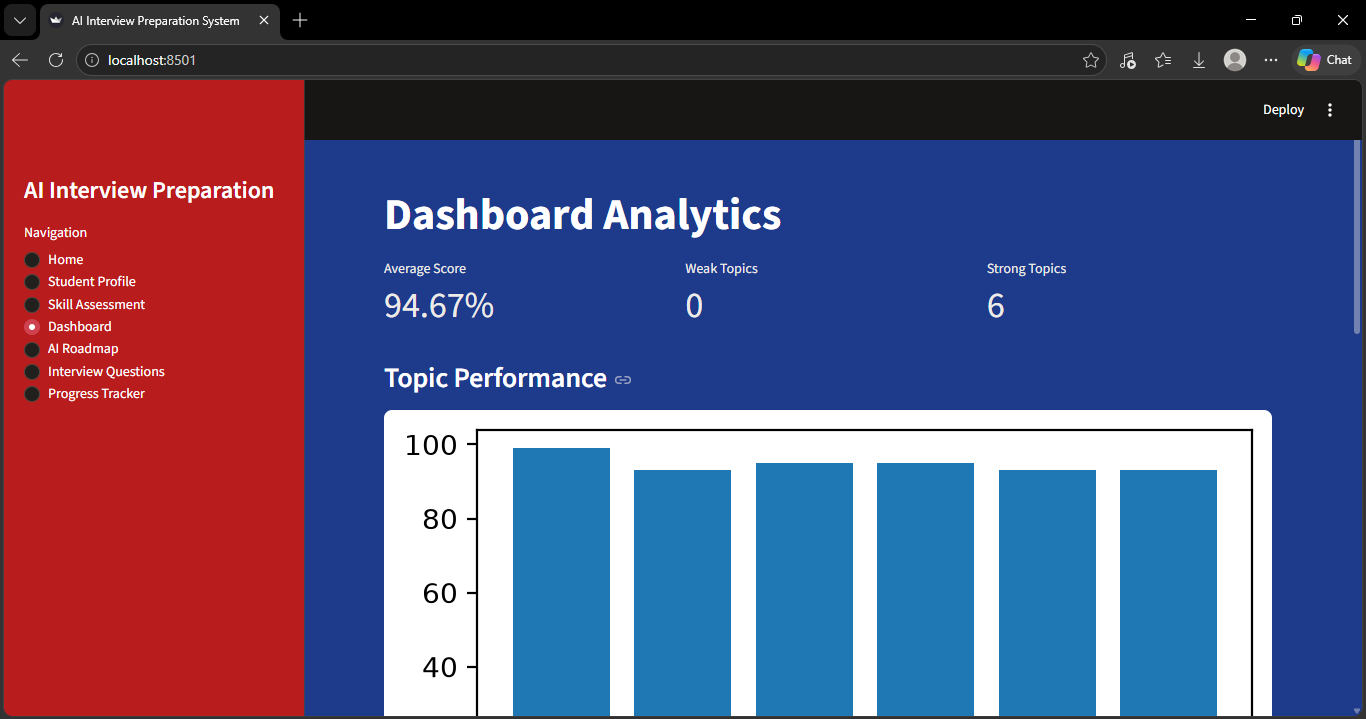 AI Interview Preparation System
localhost:8501
Chat
Deploy
AI Interview Preparation
Navigation
Home
Student Profile
Skill Assessment
Dashboard
AI Roadmap
Interview Questions
Progress Tracker
Dashboard Analytics
Average Score
94.67%
Weak Topics
0
Strong Topics
6
Topic Performance
100
80
60
40